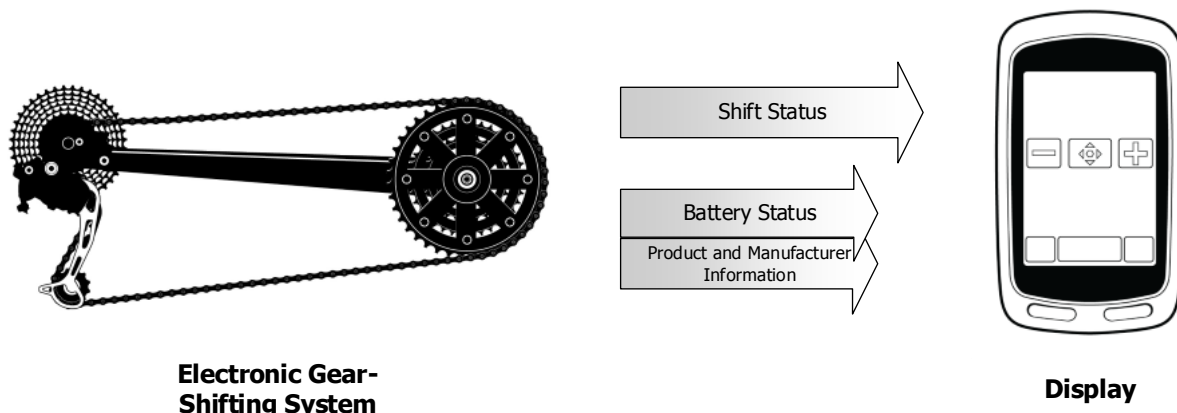 Shift Status
Battery Status
Product and Manufacturer
Information
Electronic Gear-
Shifting System
Display